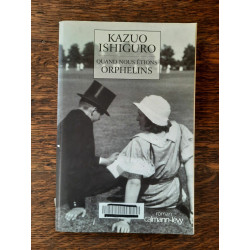 KAZUO
ISHIGURO
QUAND NOUS ÉTIONS
ORPHELINS
roman
calmann-lévy